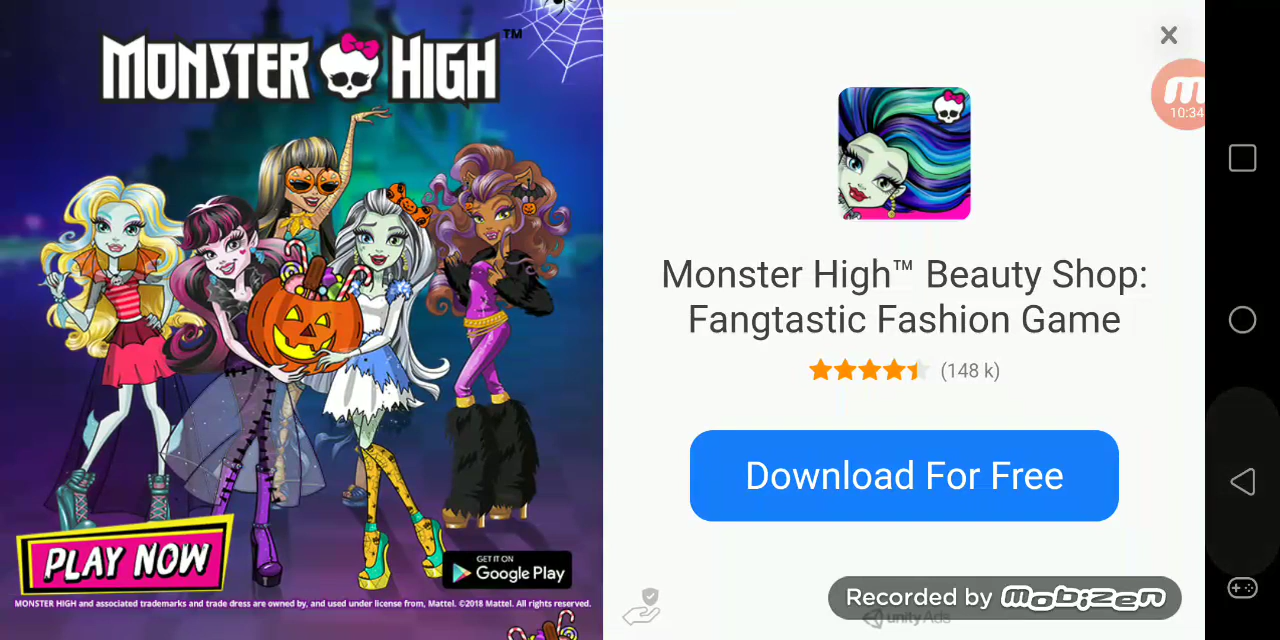 MONSTER HIGH™
PLAY NOW
GET IT ON
Google Play
MONSTER HIGH and associated trademarks and trade dress are owned by, and used under license from, Mattel. ©2018 Mattel. All rights reserved.
10:34
Monster High™ Beauty Shop:
Fangtastic Fashion Game
(148 k)
Download For Free
Recorded by MOBIZEN
unityAds